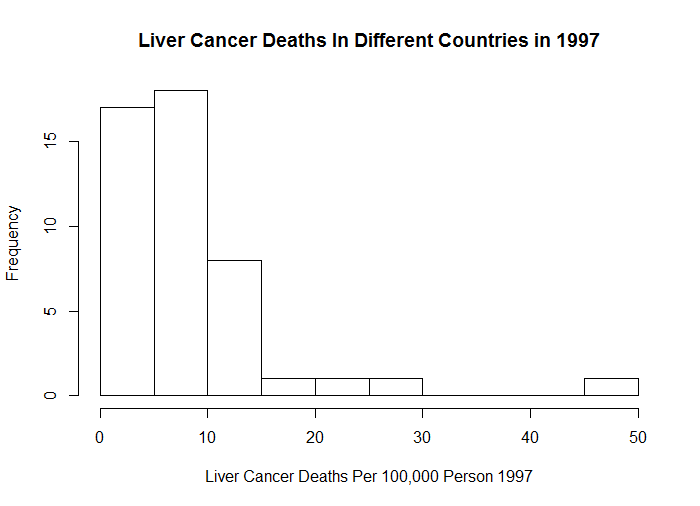 Liver Cancer Deaths In Different Countries in 1997
Frequency
15
10
5
0
0 10 20 30 40 50
Liver Cancer Deaths Per 100,000 Person 1997